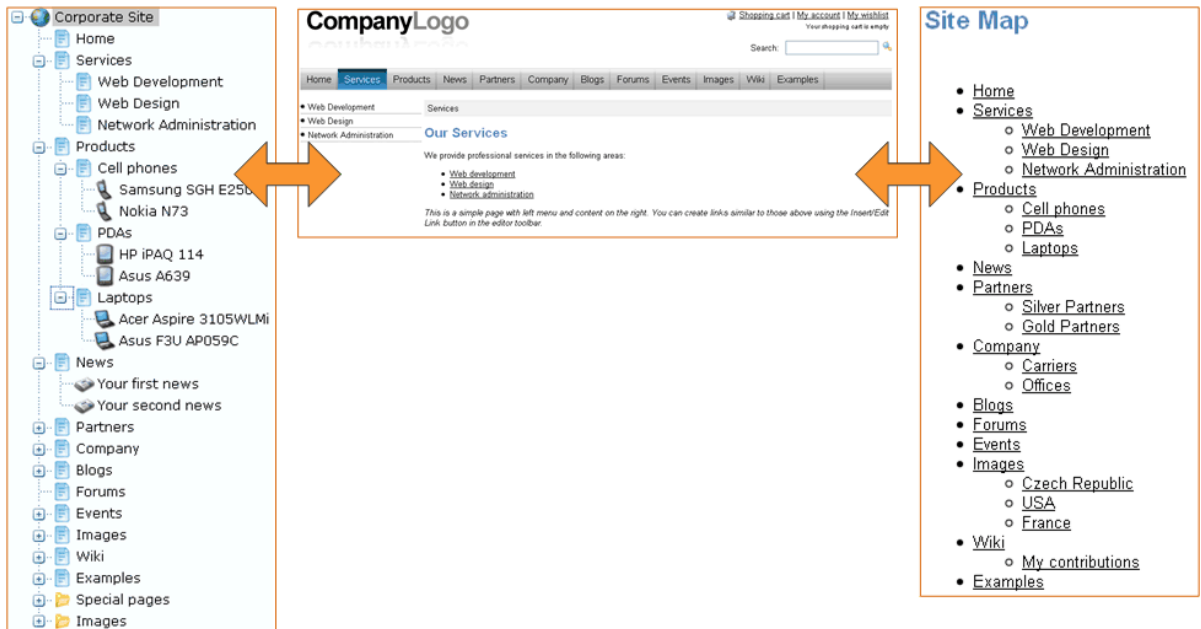 Corporate Site
Home
Services
Web Development
Web Design
Network Administration
Products
Cell phones
Samsung SGH E250
Nokia N73
PDAs
HP iPAQ 114
Asus A639
Laptops
Acer Aspire 3105WLMi
Asus F3U AP059C
News
Your first news
Your second news
Partners
Company
Blogs
Forums
Events
Images
Wiki
Examples
Special pages
Images
CompanyLogo
Shopping cart | My account | My wishlist
Your shopping cart is empty
Search:
Home Services Products News Partners Company Blogs Forums Events Images Wiki Examples
Web Development
Web Design
Network Administration
Services
Our Services
We provide professional services in the following areas:
Web development
Web design
Network administration
This is a simple page with left menu and content on the right. You can create links similar to those above using the Insert/Edit
Link button in the editor toolbar.
Site Map
Home
Services
Web Development
Web Design
Network Administration
Products
Cell phones
PDAs
Laptops
News
Partners
Silver Partners
Gold Partners
Company
Carriers
Offices
Blogs
Forums
Events
Images
Czech Republic
USA
France
Wiki
My contributions
Examples